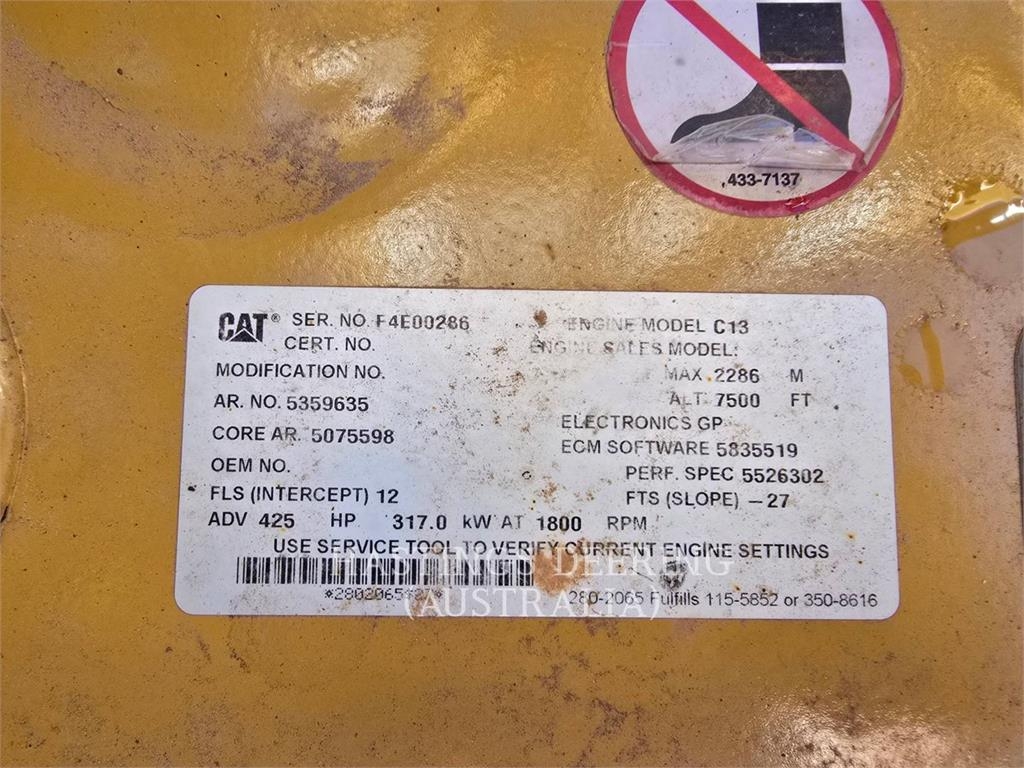 433-7137
CAT® SER. NO. F4E00286 ENGINE MODEL C13
CERT. NO. ENGINE SALES MODEL:
MODIFICATION NO. MAX 2286 M
AR. NO. 5359635 ALT 7500 FT
CORE AR. 5075598 ELECTRONICS GP
OEM NO. ECM SOFTWARE 5835519
PERF. SPEC 5526302
FLS (INTERCEPT) 12 FTS (SLOPE) -27
ADV 425 HP 317.0 kW AT 1800 RPM
USE SERVICE TOOL TO VERIFY CURRENT ENGINE SETTINGS
HASTINGS DEERING
(AUSTRALIA)
280-2065 Fulfills 115-5852 or 350-8616